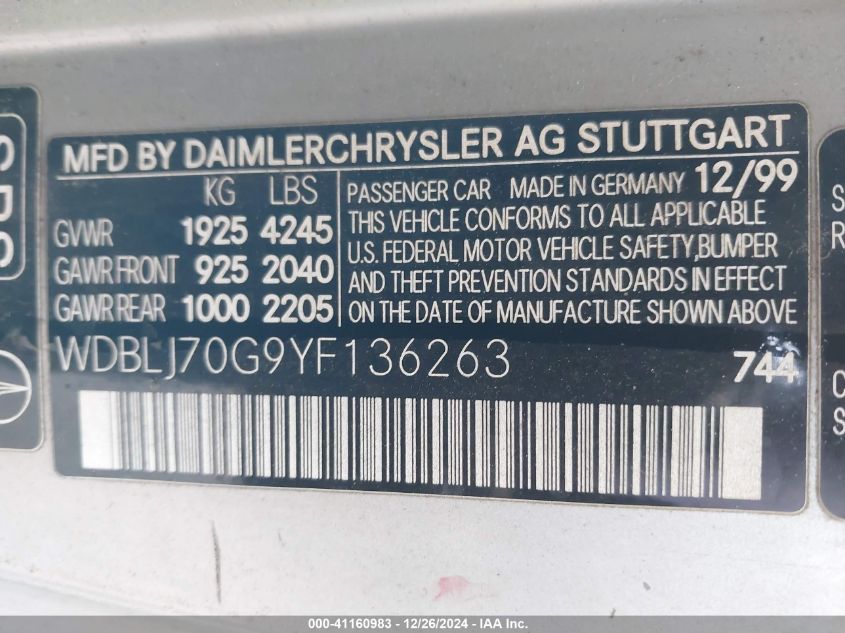 MFD BY DAIMLERCHRYSLER AG STUTTGART
KG LBS
GVWR 1925 4245
GAWR FRONT 925 2040
GAWR REAR 1000 2205
PASSENGER CAR MADE IN GERMANY 12/99
THIS VEHICLE CONFORMS TO ALL APPLICABLE
U.S. FEDERAL MOTOR VEHICLE SAFETY,BUMPER
AND THEFT PREVENTION STANDARDS IN EFFECT
ON THE DATE OF MANUFACTURE SHOWN ABOVE
WDBLJ70G9YF136263
744
SRS
S
R
C
S
000-41160983 - 12/26/2024 - IAA Inc.